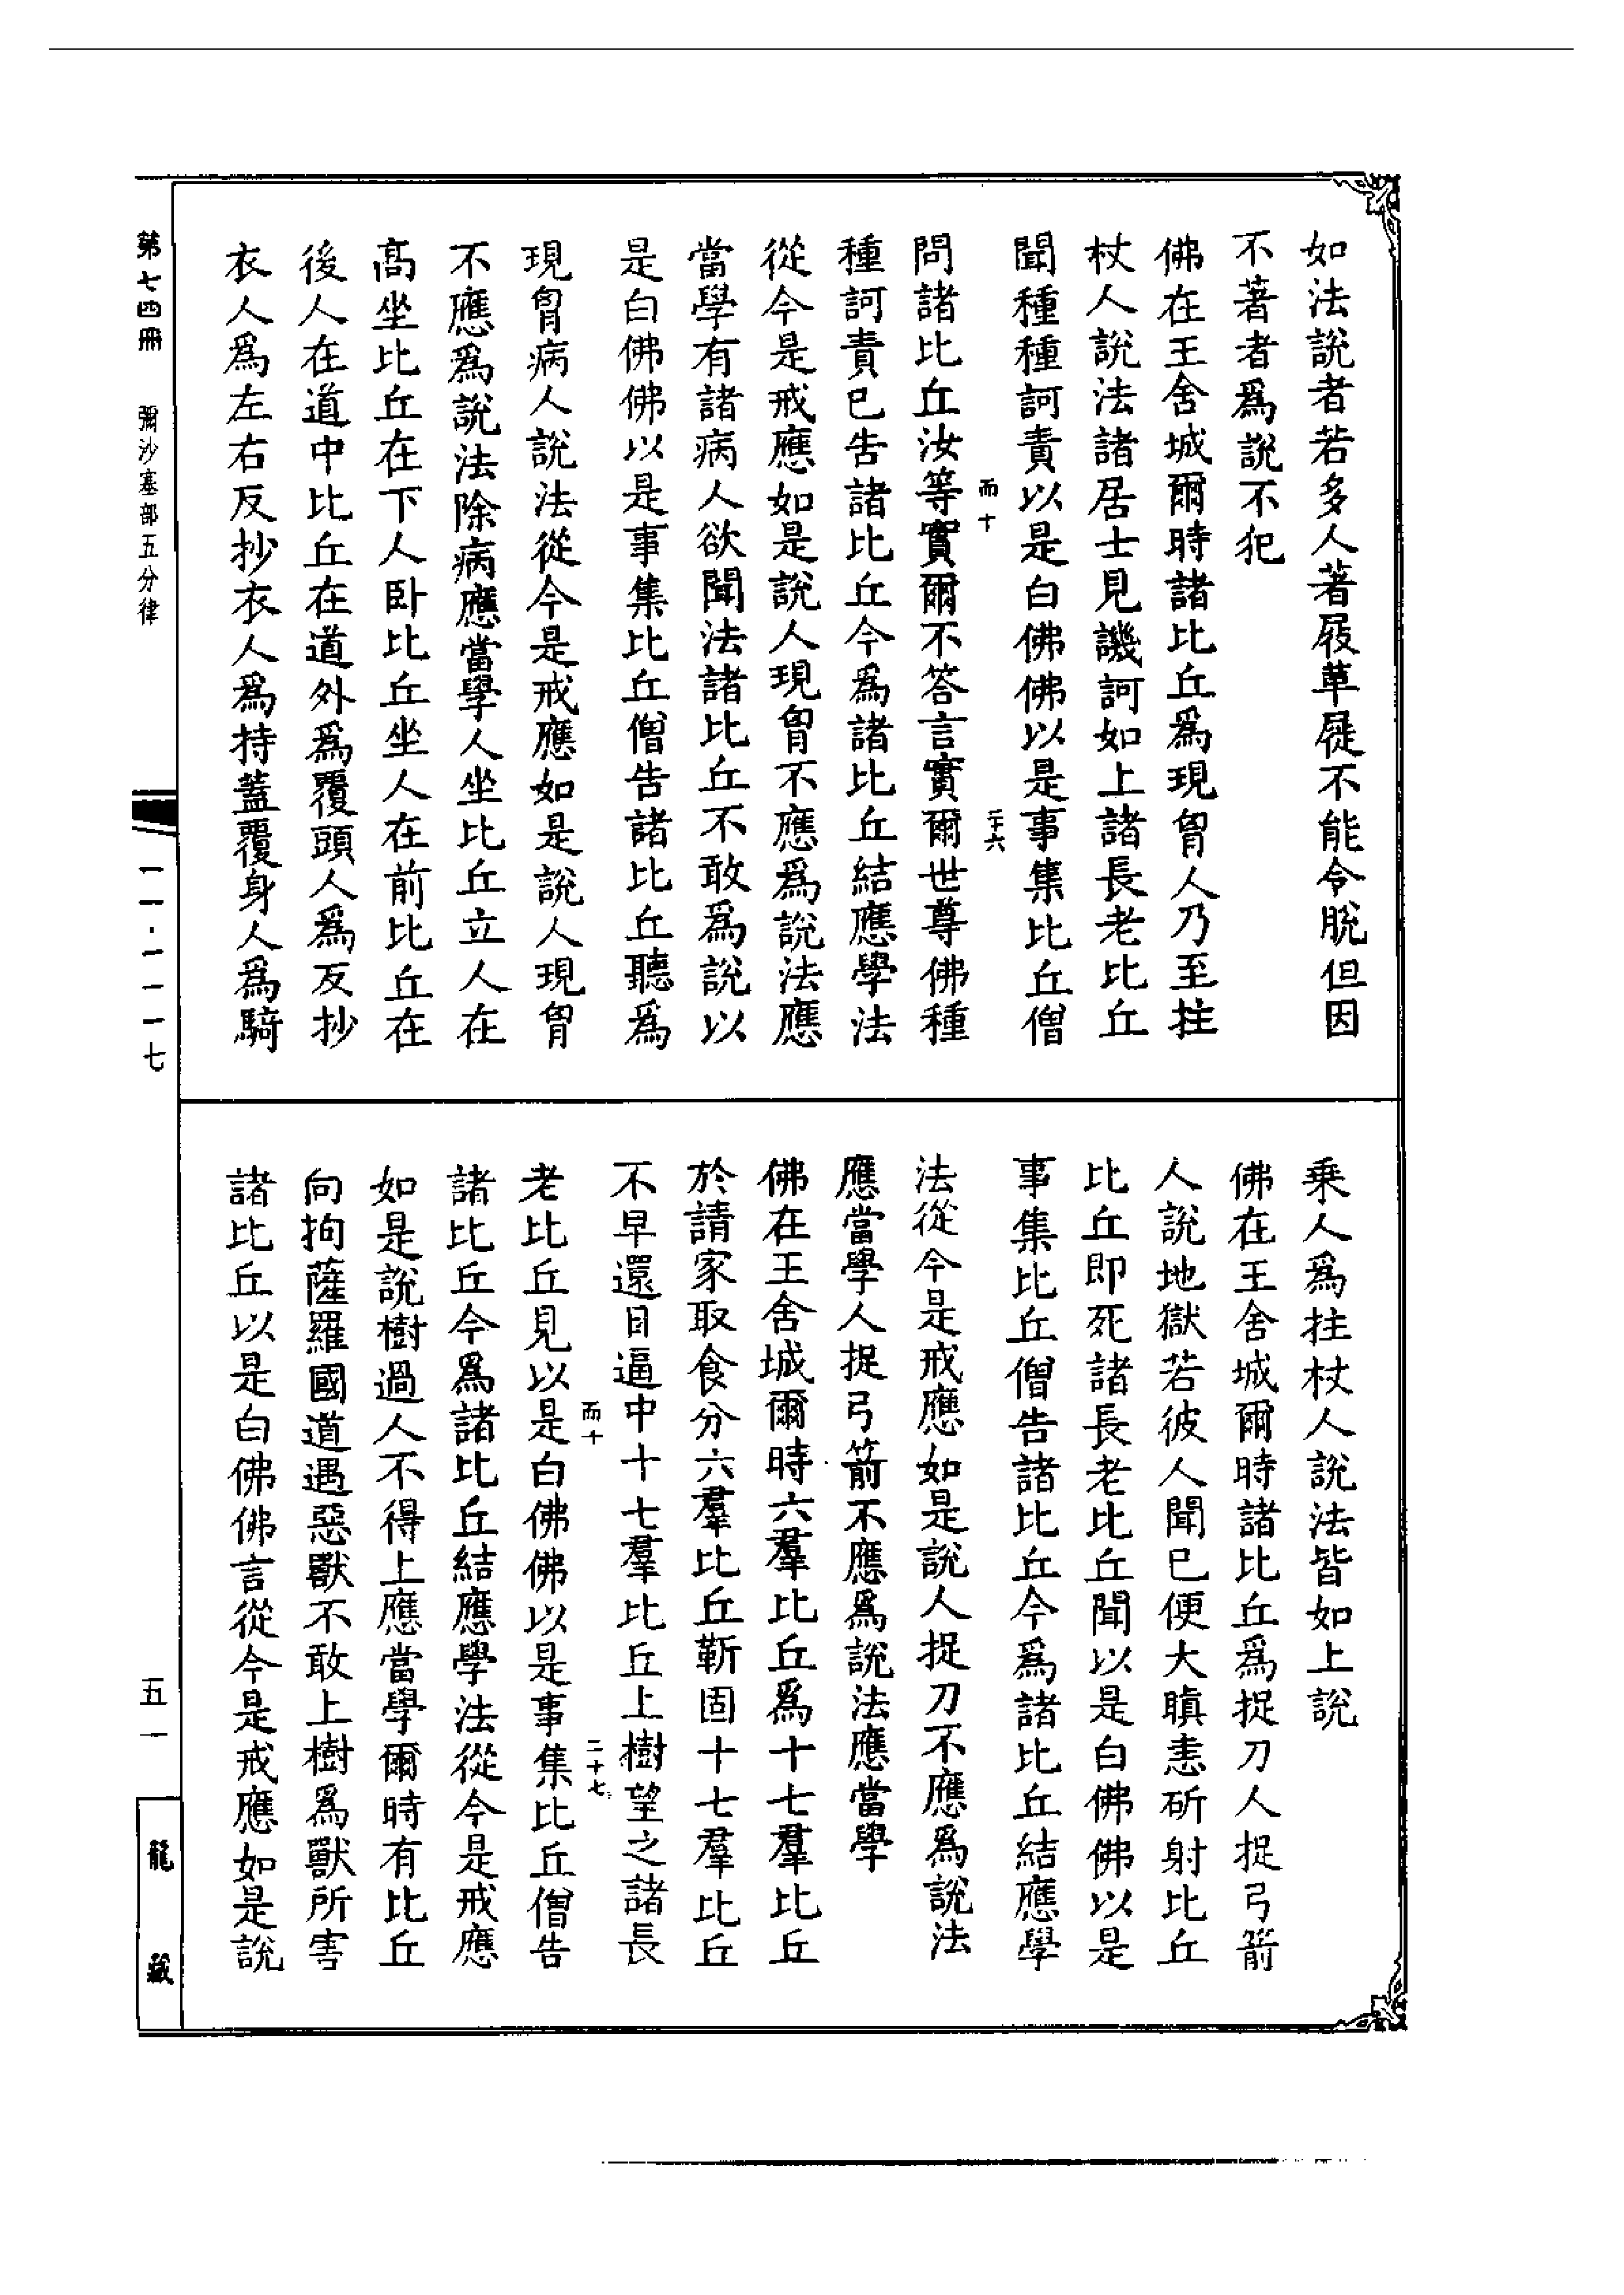 如法說者若多人著屐革屣不能令脫但因
不著者爲說不犯
佛在王舍城爾時諸比丘爲現胷人乃至拄
杖人說法諸居士見譏訶如上諸長老比丘
聞種種訶責以是白佛佛以是事集比丘僧
而十 二十六
問諸比丘汝等實爾不答言實爾世尊佛種
種訶責已告諸比丘今爲諸比丘結應學法
從今是戒應如是說人現胷不應爲說法應
當學有諸病人欲聞法諸比丘不敢爲說以
是白佛佛以是事集比丘僧告諸比丘聽爲
現胷病人說法從今是戒應如是說人現胷
不應爲說法除病應當學人坐比丘立人在
高坐比丘在下人卧比丘坐人在前比丘在
後人在道中比丘在道外爲覆頭人爲反抄
衣人爲左右反抄衣人爲持蓋覆身人爲騎
乗人爲拄杖人說法皆如上說
佛在王舍城爾時諸比丘爲捉刀人捉弓箭
人說地獄若彼人聞已便大瞋恚斫射比丘
比丘即死諸長老比丘聞以是白佛佛以是
事集比丘僧告諸比丘今爲諸比丘結應學
法從今是戒應如是說人捉刀不應爲說法
應當學人捉弓箭不應爲說法應當學
佛在王舍城爾時六羣比丘爲十七羣比丘
於請家取食分六羣比丘靳固十七羣比丘
不早還日逼中十七羣比丘上樹望之諸長
而十 二十七
老比丘見以是白佛佛以是事集比丘僧告
諸比丘今爲諸比丘結應學法從今是戒應
如是說樹過人不得上應當學爾時有比丘
向拘薩羅國道遇惡獸不敢上樹爲獸所害
諸比丘以是白佛佛言從今是戒應如是說
第七四冊 彌沙塞部五分律
一一·一一一七
五一
龍藏